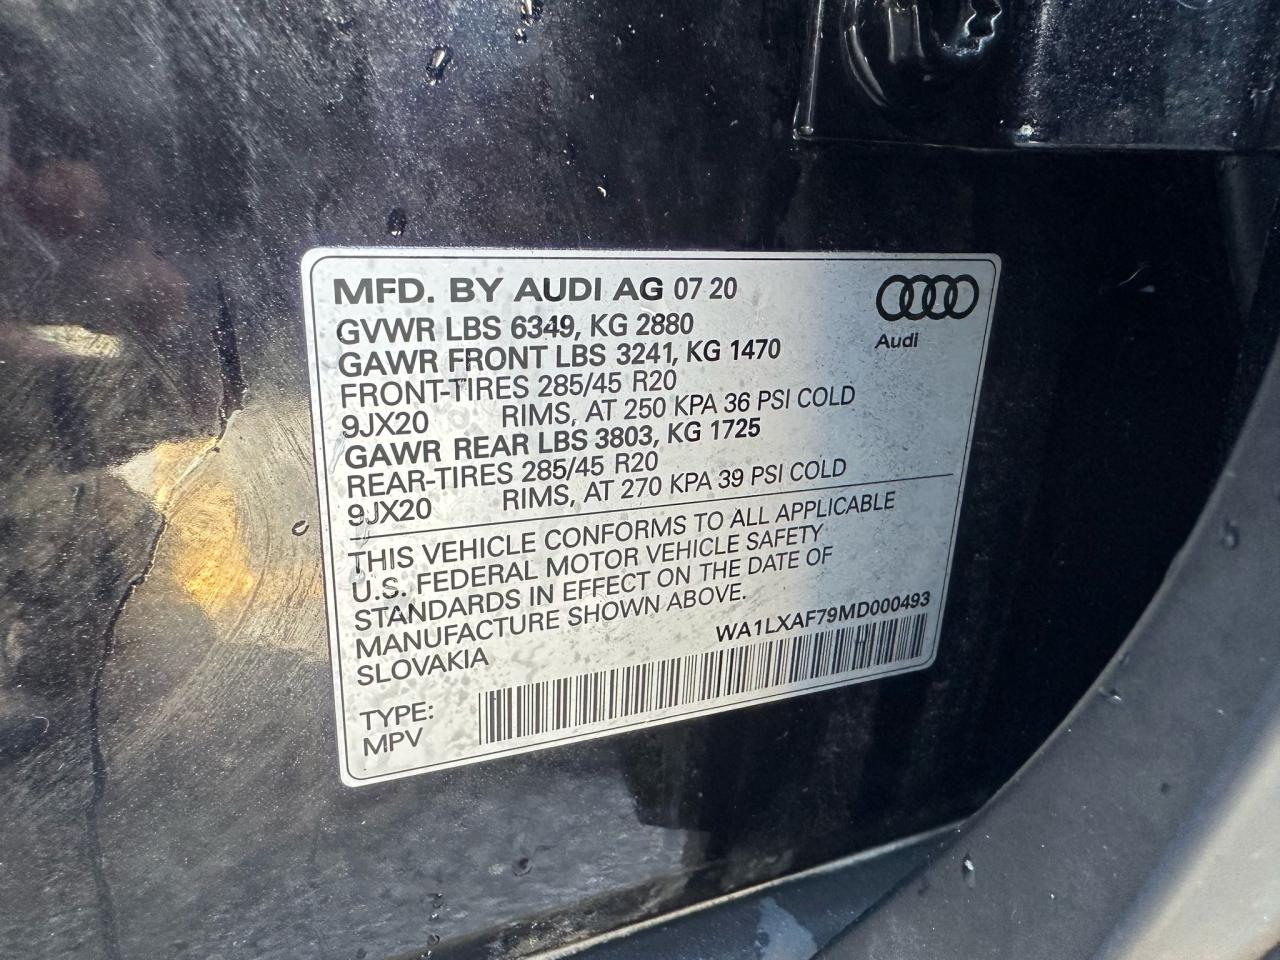 MFD. BY AUDI AG 07 20
GVWR LBS 6349, KG 2880
GAWR FRONT LBS 3241, KG 1470
FRONT-TIRES 285/45 R20
9JX20 RIMS, AT 250 KPA 36 PSI COLD
GAWR REAR LBS 3803, KG 1725
REAR-TIRES 285/45 R20
9JX20 RIMS, AT 270 KPA 39 PSI COLD
Audi
THIS VEHICLE CONFORMS TO ALL APPLICABLE
U.S. FEDERAL MOTOR VEHICLE SAFETY
STANDARDS IN EFFECT ON THE DATE OF
MANUFACTURE SHOWN ABOVE.
SLOVAKIA
WA1LXAF79MD000493
TYPE:
MPV